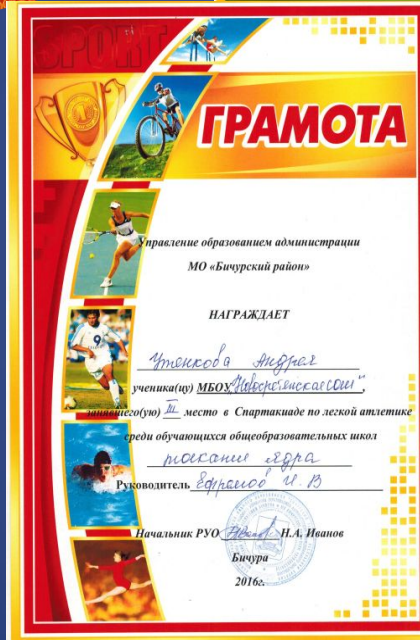 SPORT
ГРАМОТА
Управление образованием администрации
МО «Бичурский район»
НАГРАЖДАЕТ
Утенкова Андрея
ученика(цу) МБОУ "Новосретенская СОШ",
занявшего(ую) III место в Спартакиаде по легкой атлетике
среди обучающихся общеобразовательных школ
толкание ядра
Руководитель Ефремов И. В
Начальник РУО Н.А. Иванов
Бичура
2016г.